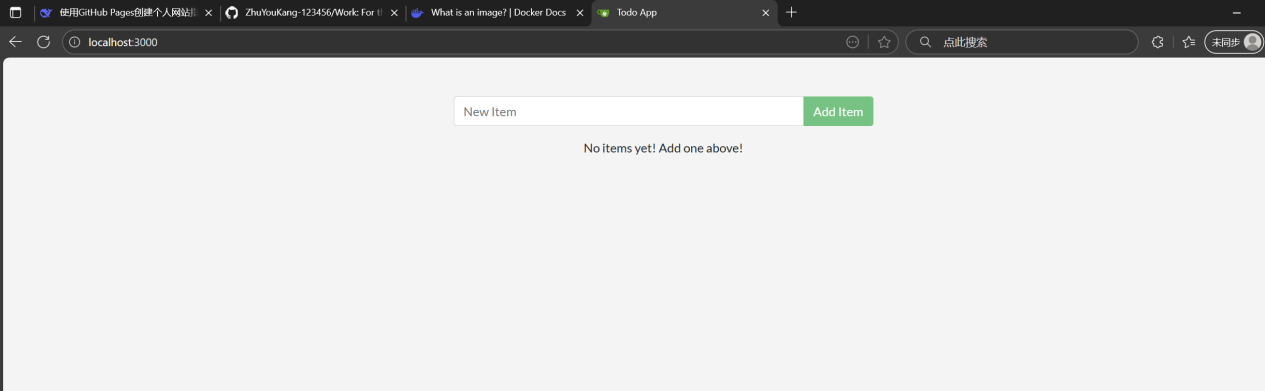 使用GitHub Pages创建个人网站
ZhuYouKang-123456/Work: For t
What is an image? | Docker Docs
Todo App
localhost:3000
点此搜索
未同步
New Item
Add Item
No items yet! Add one above!